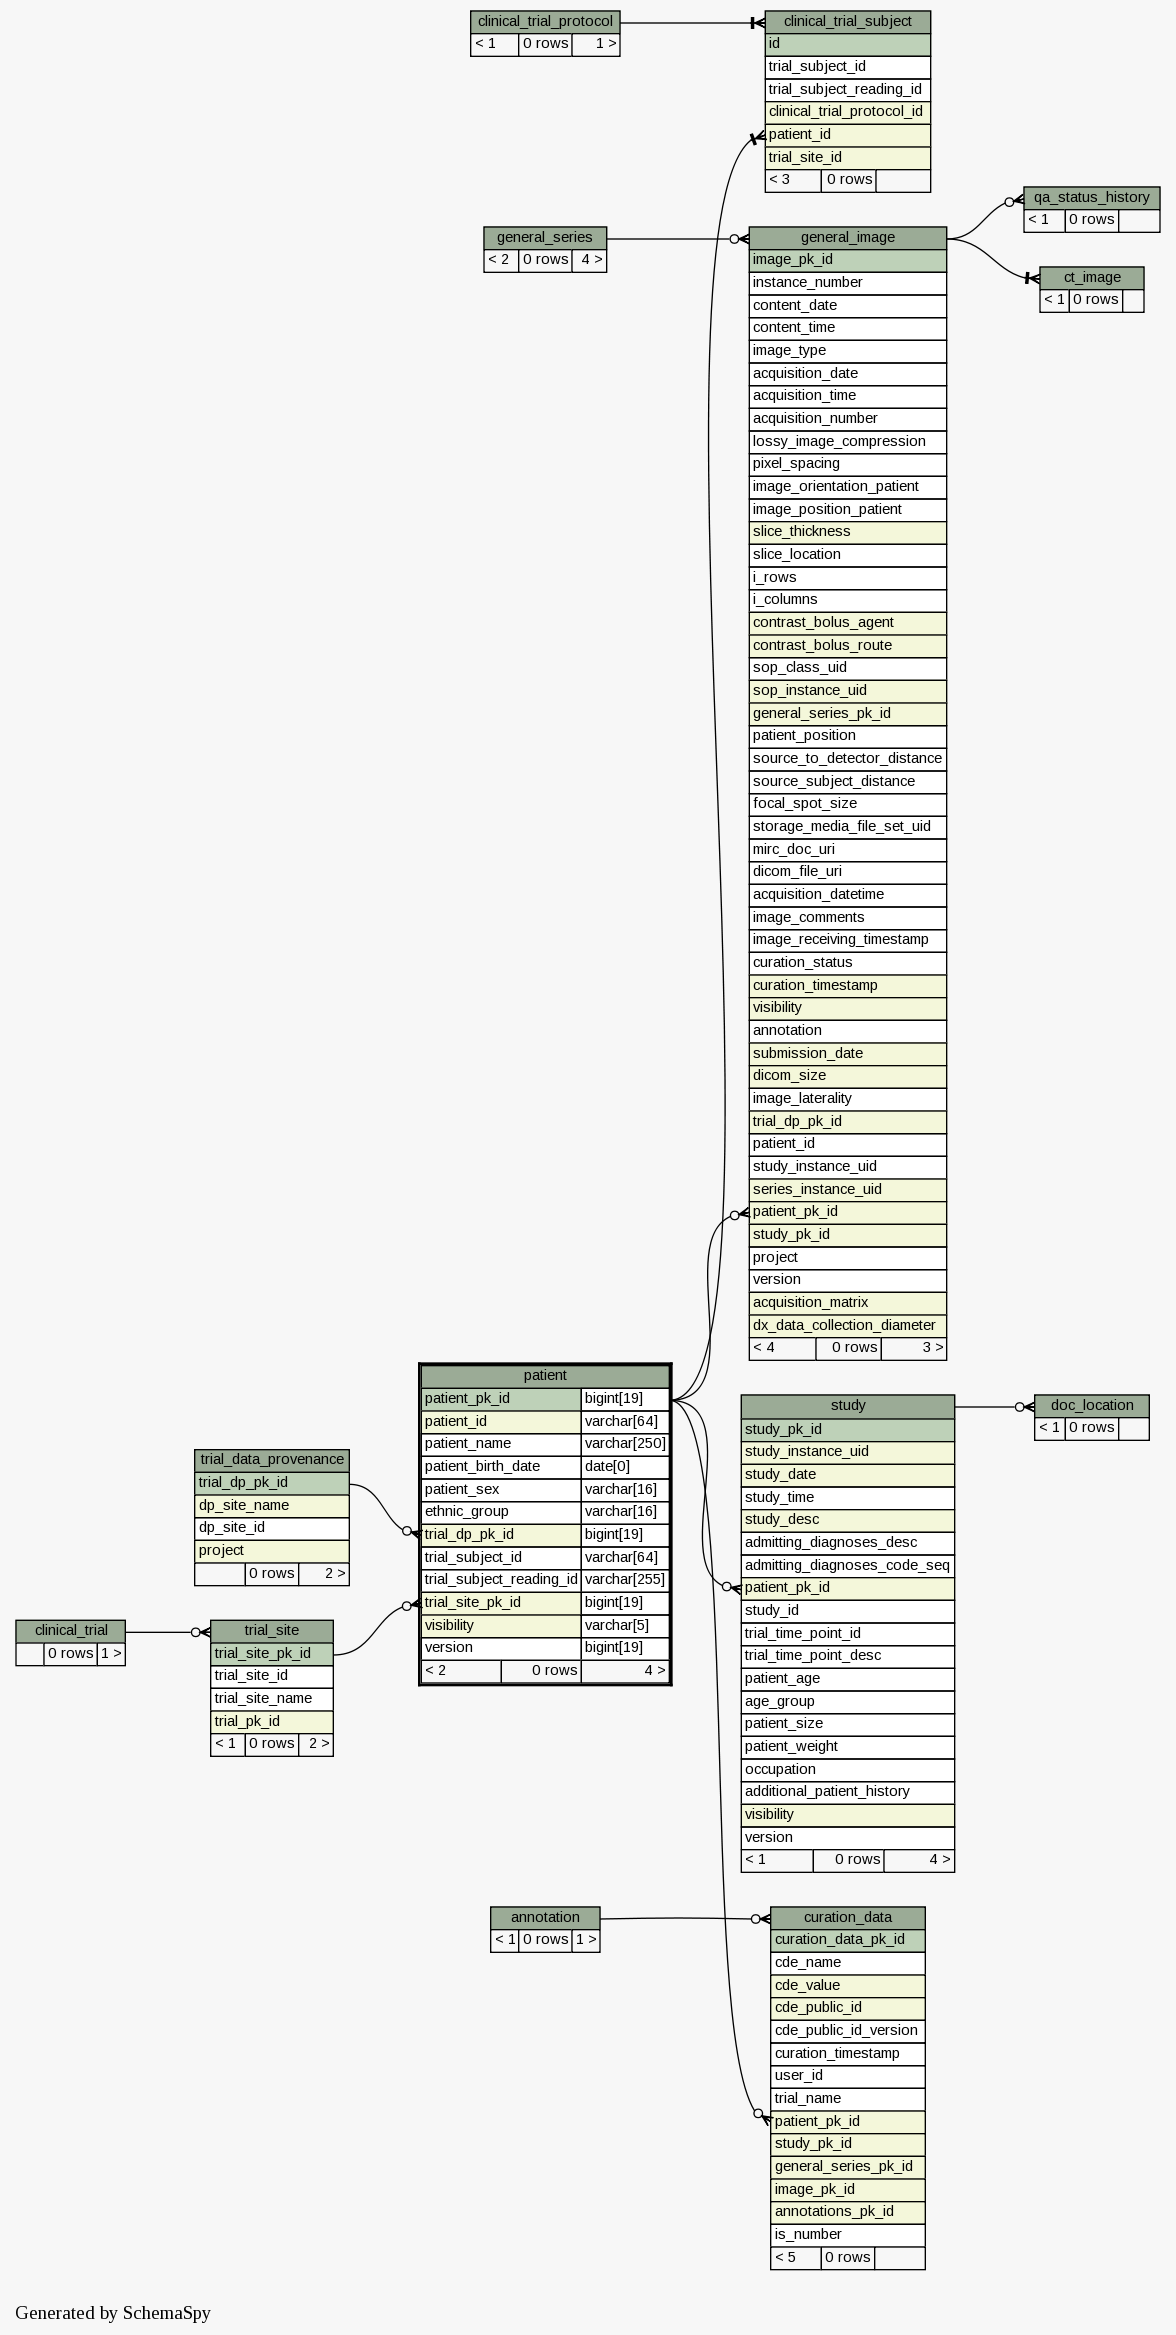 clinical_trial_protocol
< 1 0 rows 1 >
clinical_trial_subject
id
trial_subject_id
trial_subject_reading_id
clinical_trial_protocol_id
patient_id
trial_site_id
< 3 0 rows
qa_status_history
< 1 0 rows
ct_image
< 1 0 rows
general_series
< 2 0 rows 4 >
general_image
image_pk_id
instance_number
content_date
content_time
image_type
acquisition_date
acquisition_time
acquisition_number
lossy_image_compression
pixel_spacing
image_orientation_patient
image_position_patient
slice_thickness
slice_location
i_rows
i_columns
contrast_bolus_agent
contrast_bolus_route
sop_class_uid
sop_instance_uid
general_series_pk_id
patient_position
source_to_detector_distance
source_subject_distance
focal_spot_size
storage_media_file_set_uid
mirc_doc_uri
dicom_file_uri
acquisition_datetime
image_comments
image_receiving_timestamp
curation_status
curation_timestamp
visibility
annotation
submission_date
dicom_size
image_laterality
trial_dp_pk_id
patient_id
study_instance_uid
series_instance_uid
patient_pk_id
study_pk_id
project
version
acquisition_matrix
dx_data_collection_diameter
< 4 0 rows 3 >
patient
patient_pk_id bigint[19]
patient_id varchar[64]
patient_name varchar[250]
patient_birth_date date[0]
patient_sex varchar[16]
ethnic_group varchar[16]
trial_dp_pk_id bigint[19]
trial_subject_id varchar[64]
trial_subject_reading_id varchar[255]
trial_site_pk_id bigint[19]
visibility varchar[5]
version bigint[19]
< 2 0 rows 4 >
study
study_pk_id
study_instance_uid
study_date
study_time
study_desc
admitting_diagnoses_desc
admitting_diagnoses_code_seq
patient_pk_id
study_id
trial_time_point_id
trial_time_point_desc
patient_age
age_group
patient_size
patient_weight
occupation
additional_patient_history
visibility
version
< 1 0 rows 4 >
doc_location
< 1 0 rows
trial_data_provenance
trial_dp_pk_id
dp_site_name
dp_site_id
project
0 rows 2 >
clinical_trial
0 rows 1 >
trial_site
trial_site_pk_id
trial_site_id
trial_site_name
trial_pk_id
< 1 0 rows 2 >
annotation
< 1 0 rows 1 >
curation_data
curation_data_pk_id
cde_name
cde_value
cde_public_id
cde_public_id_version
curation_timestamp
user_id
trial_name
patient_pk_id
study_pk_id
general_series_pk_id
image_pk_id
annotations_pk_id
is_number
< 5 0 rows
Generated by SchemaSpy